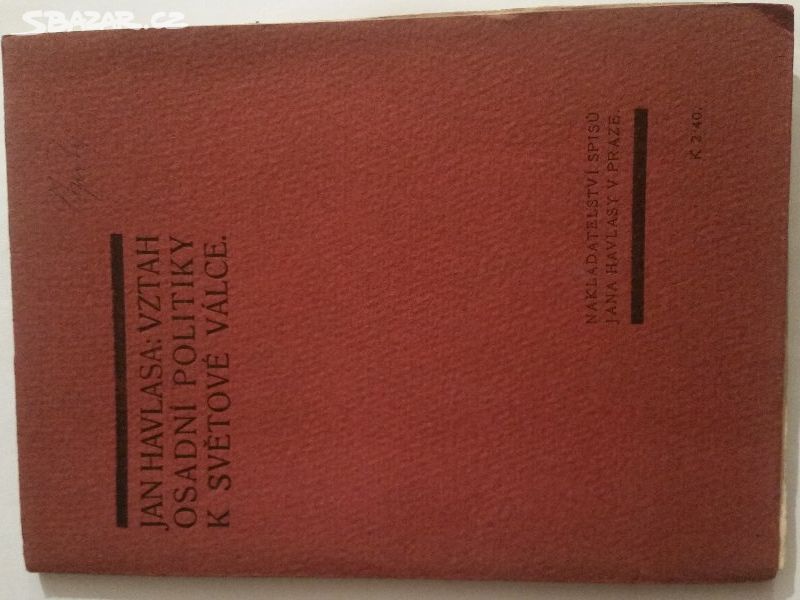 SBAZAR.CZ
JAN HAVLASA: VZTAH
OSADNÍ POLITIKY
K SVĚTOVÉ VÁLCE.
NAKLADATELSTVÍ SPISŮ
JANA HAVLASY V PRAZE.
K 2·40.